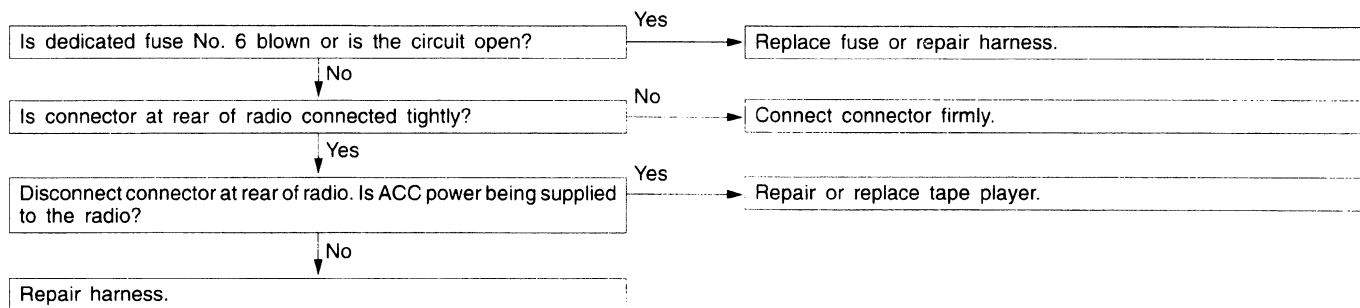 Yes
Is dedicated fuse No. 6 blown or is the circuit open?
Replace fuse or repair harness.
No
No
Is connector at rear of radio connected tightly?
Connect connector firmly.
Yes
Yes
Disconnect connector at rear of radio. Is ACC power being supplied
to the radio?
Repair or replace tape player.
No
Repair harness.